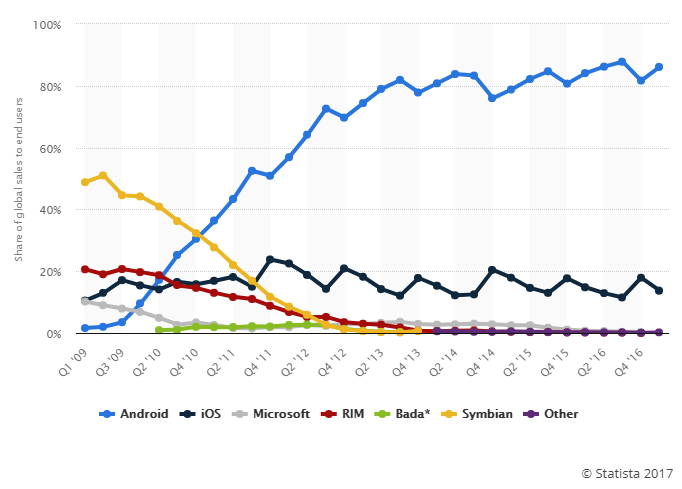 100%
80%
60%
40%
20%
0%
Share of global sales to end users
Q1 '09
Q3 '09
Q2 '10
Q4 '10
Q2 '11
Q4 '11
Q2 '12
Q4 '12
Q2 '13
Q4 '13
Q2 '14
Q4 '14
Q2 '15
Q4 '15
Q2 '16
Q4 '16
Android iOS Microsoft RIM Bada* Symbian Other
© Statista 2017